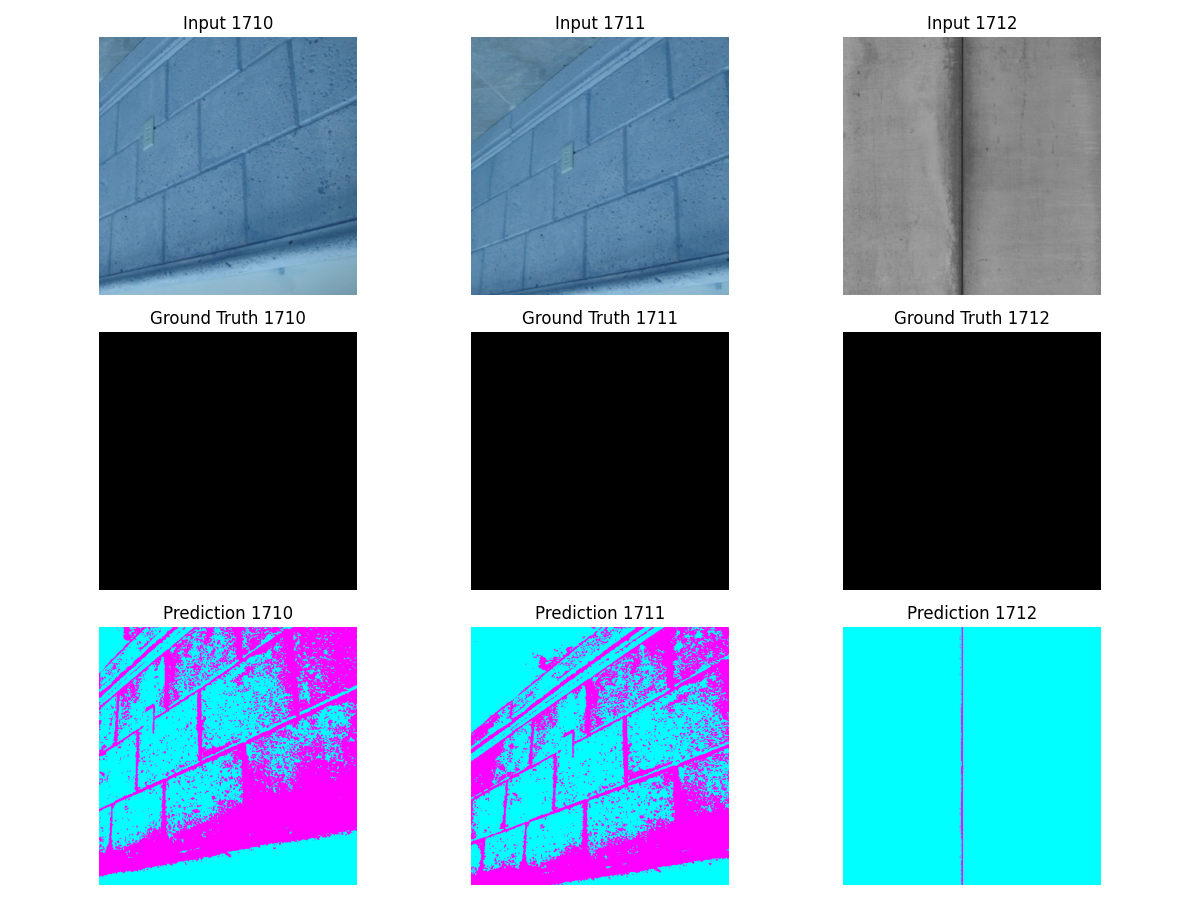 Input 1710
Input 1711
Input 1712
Ground Truth 1710
Ground Truth 1711
Ground Truth 1712
Prediction 1710
Prediction 1711
Prediction 1712